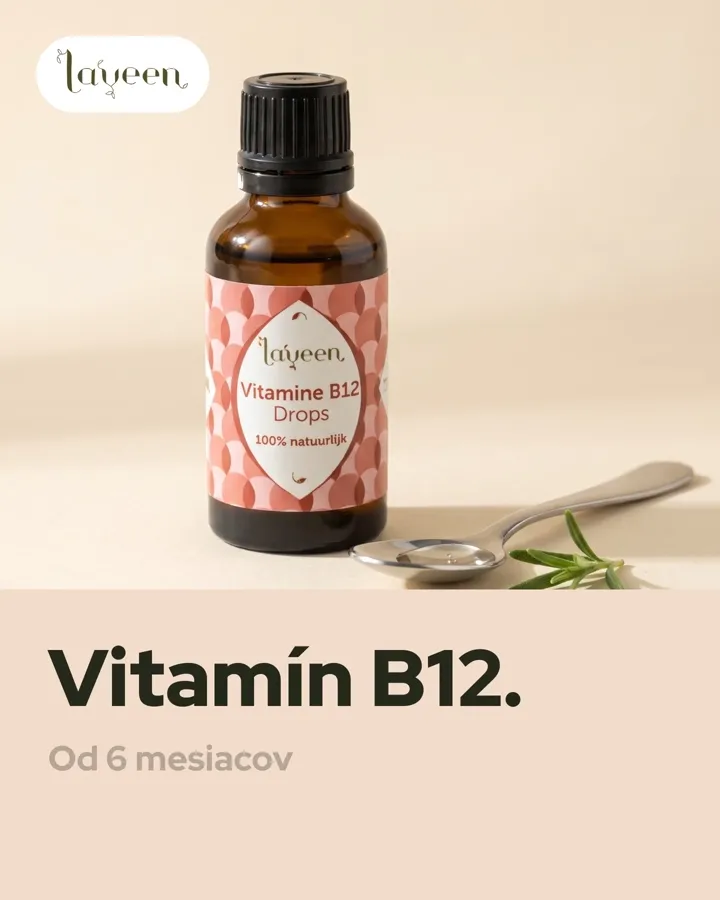 layeen
layeen
Vitamine B12
Drops
100% natuurlijk
Vitamín B12.
Od 6 mesiacov